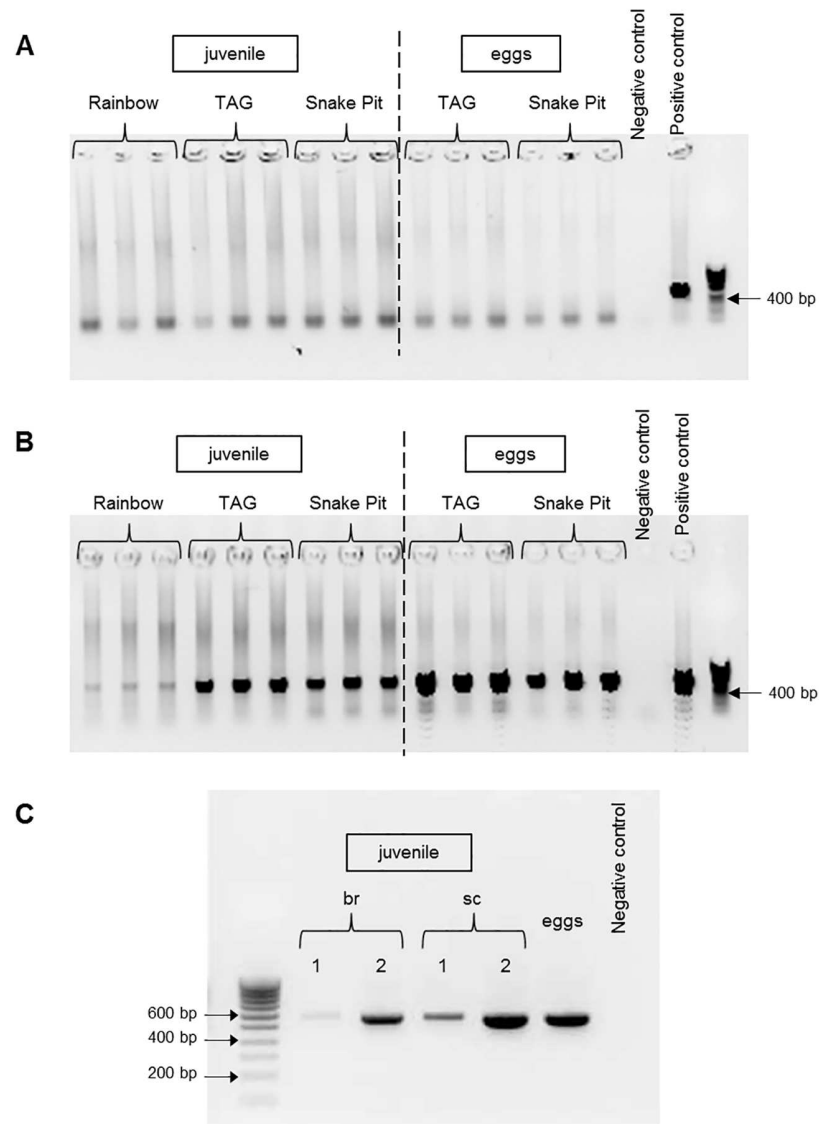 A
juvenile
eggs
Negative control
Positive control
Rainbow
TAG
Snake Pit
TAG
Snake Pit
400 bp
B
juvenile
eggs
Negative control
Positive control
Rainbow
TAG
Snake Pit
TAG
Snake Pit
400 bp
C
juvenile
Negative control
br
sc
eggs
1
2
1
2
600 bp
400 bp
200 bp